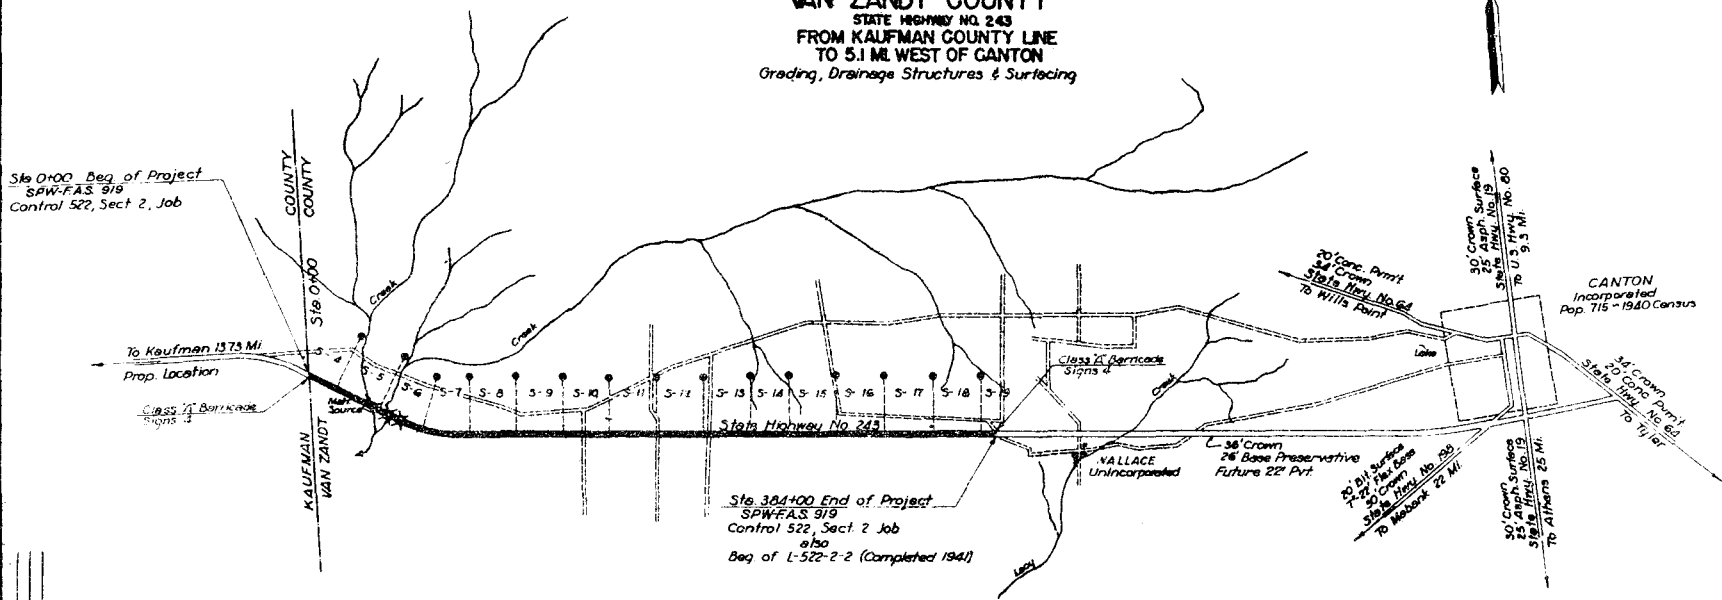 VAN ZANDT COUNTY
STATE HIGHWAY NO. 243
FROM KAUFMAN COUNTY LINE
TO 5.1 MI. WEST OF CANTON
Grading, Drainage Structures & Surfacing
Sta 0+00 Beg. of Project
SPW-F.A.S. 919
Control 522, Sect 2, Job
COUNTY
COUNTY
Sta 0+00
Creek
Creek
To Kaufman 13.73 Mi.
Prop. Location
Class "A" Barricade
Signs
KAUFMAN
VAN ZANDT
Source
S-4
S-5
S-6
S-7
S-8
S-9
S-10
S-11
S-12
S-13
S-14
S-15
S-16
S-17
S-18
S-19
State Highway No. 243
Class "A" Barricade
Signs 4
Creek
WALLACE
Unincorporated
36' Crown
26' Base Preservative
Future 22' Pvt.
Sta. 384+00 End of Project
SPW-F.A.S. 919
Control 522, Sect. 2 Job
also
Beg of L-522-2-2 (Completed 1941)
Lacy
20' Conc. Pvm't
34' Crown
State Hwy. No. 64
To Wills Point
30' Crown
25' Asph. Surface
State Hwy. No. 19
To U.S. Hwy. No. 80
9.3 Mi.
CANTON
Incorporated
Pop. 715 ~ 1940 Census
Lake
34' Crown
20' Conc. Pvm't
State Hwy. No. 64
To Tyler
20' Bit. Surface
7"-22' Flex Base
30' Crown
State Hwy. No. 198
To Mabank 22 Mi.
30' Crown
25' Asph. Surface
State Hwy. No. 19
To Athens 25 Mi.